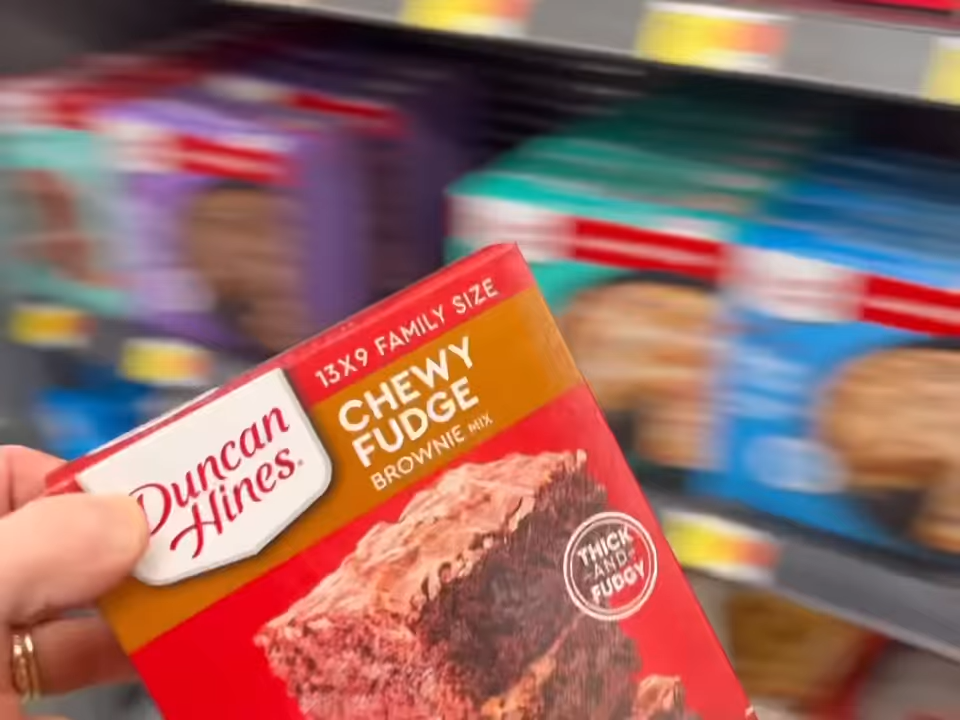 13X9 FAMILY SIZE
CHEWY
FUDGE
BROWNIE MIX
Duncan
Hines®
THICK
AND
FUDGY